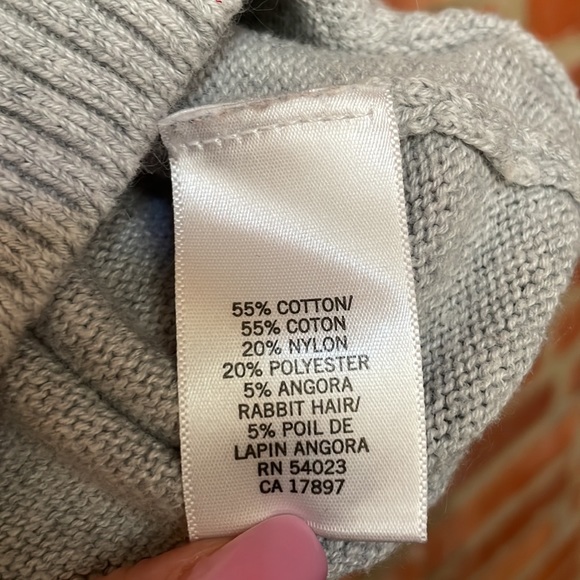 55% COTTON/
55% COTON
20% NYLON
20% POLYESTER
5% ANGORA
RABBIT HAIR/
5% POIL DE
LAPIN ANGORA
RN 54023
CA 17897